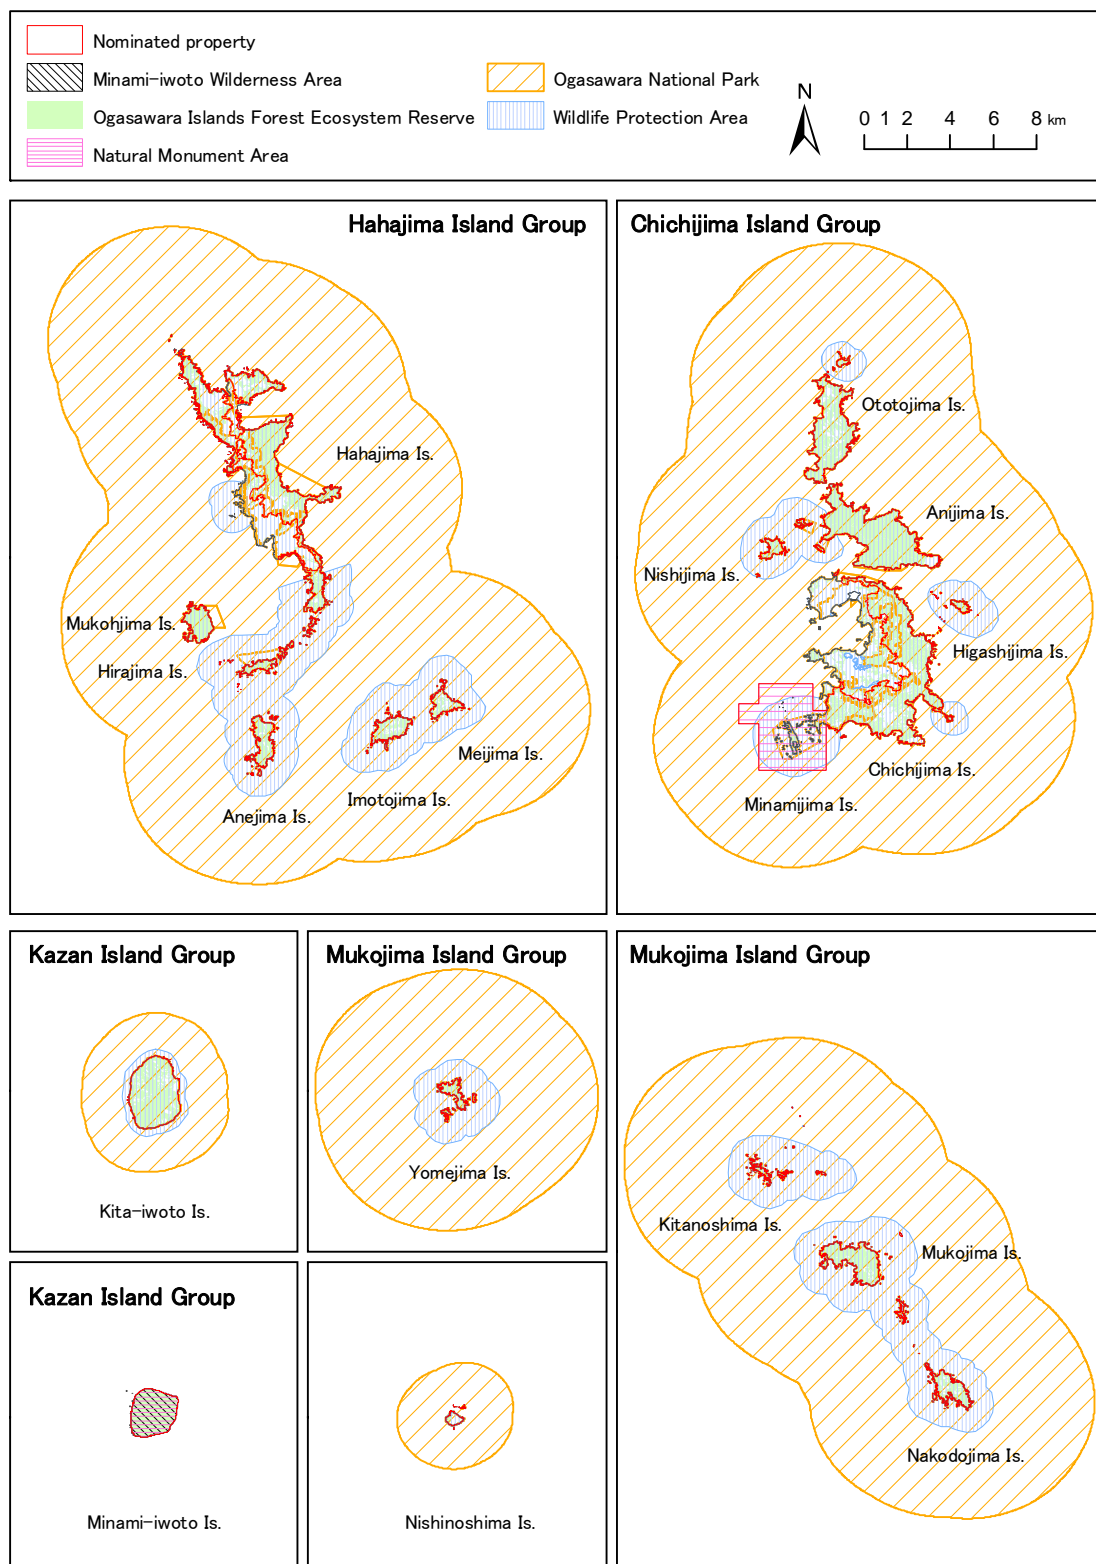 Nominated property
Minami-iwoto Wilderness Area
Ogasawara National Park
Ogasawara Islands Forest Ecosystem Reserve
Wildlife Protection Area
Natural Monument Area
N
0 1 2 4 6 8 km
Hahajima Island Group
Hahajima Is.
Mukohjima Is.
Hirajima Is.
Meijima Is.
Imotojima Is.
Anejima Is.
Chichijima Island Group
Ototojima Is.
Anijima Is.
Nishijima Is.
Higashijima Is.
Chichijima Is.
Minamijima Is.
Kazan Island Group
Kita-iwoto Is.
Mukojima Island Group
Yomejima Is.
Mukojima Island Group
Kitanoshima Is.
Mukojima Is.
Nakodojima Is.
Kazan Island Group
Minami-iwoto Is.
Nishinoshima Is.